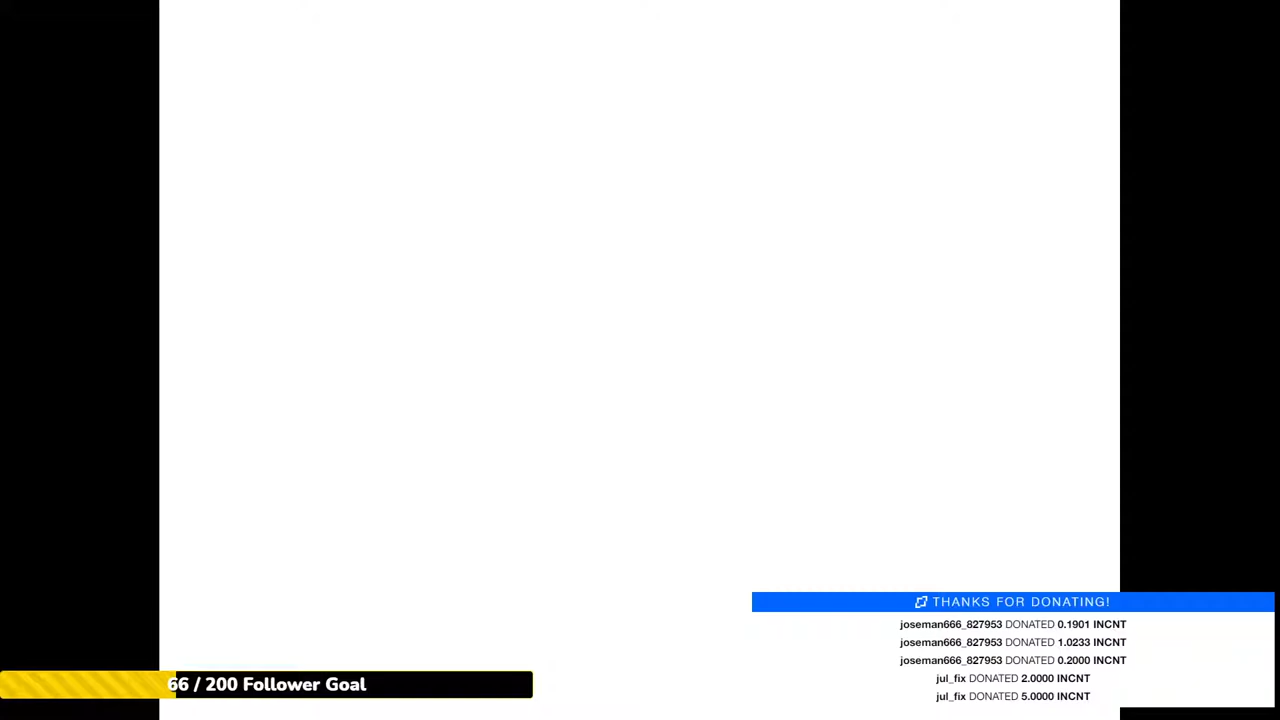 THANKS FOR DONATING!
joseman666_827953 DONATED 0.1901 INCNT
joseman666_827953 DONATED 1.0233 INCNT
joseman666_827953 DONATED 0.2000 INCNT
jul_fix DONATED 2.0000 INCNT
66 / 200 Follower Goal
jul_fix DONATED 5.0000 INCNT